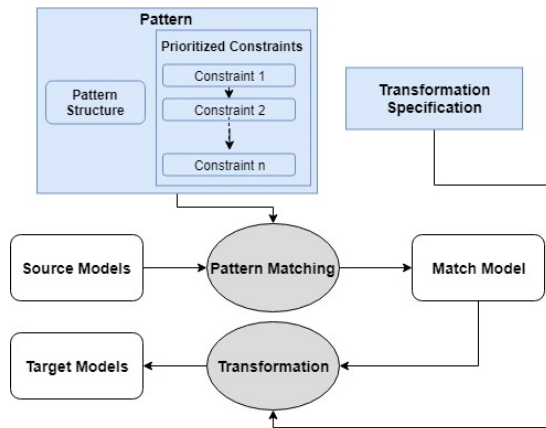 Pattern
Prioritized Constraints
Constraint 1
Pattern
Structure
Constraint 2
Constraint n
Transformation
Specification
Source Models
Pattern Matching
Match Model
Target Models
Transformation